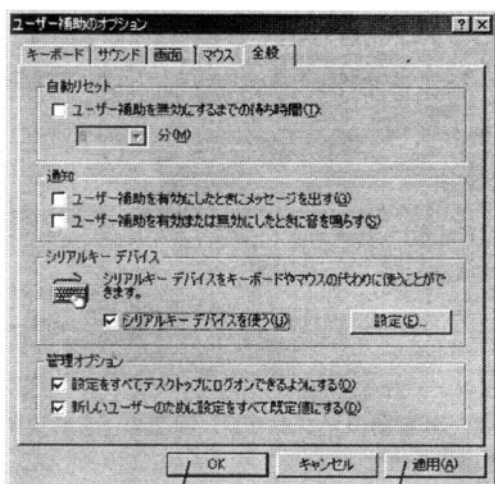 ユーザー補助のオプション
キーボード サウンド 画面 マウス 全般
自動リセット
ユーザー補助を無効にするまでの待ち時間(T):
5 分(M)
通知
ユーザー補助を有効にしたときにメッセージを出す(G)
ユーザー補助を有効または無効にしたときに音を鳴らす(S)
シリアルキー デバイス
シリアルキー デバイスをキーボードやマウスの代わりに使うことがで
きます。
シリアルキー デバイスを使う(U)
設定(E)...
管理オプション
設定をすべてデスクトップにログオンできるようにする(O)
新しいユーザーのために設定をすべて既定値にする(D)
OK キャンセル 適用(A)